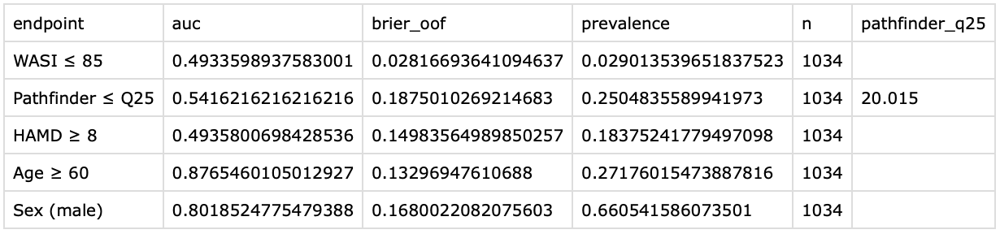 endpoint auc brier_oof prevalence n pathfinder_q25
WASI ≤ 85 0.4933598937583001 0.02816693641094637 0.029013539651837523 1034
Pathfinder ≤ Q25 0.5416216216216216 0.1875010269214683 0.2504835589941973 1034 20.015
HAMD ≥ 8 0.4935800698428536 0.14983564989850257 0.18375241779497098 1034
Age ≥ 60 0.8765460105012927 0.13296947610688 0.27176015473887816 1034
Sex (male) 0.8018524775479388 0.1680022082075603 0.660541586073501 1034